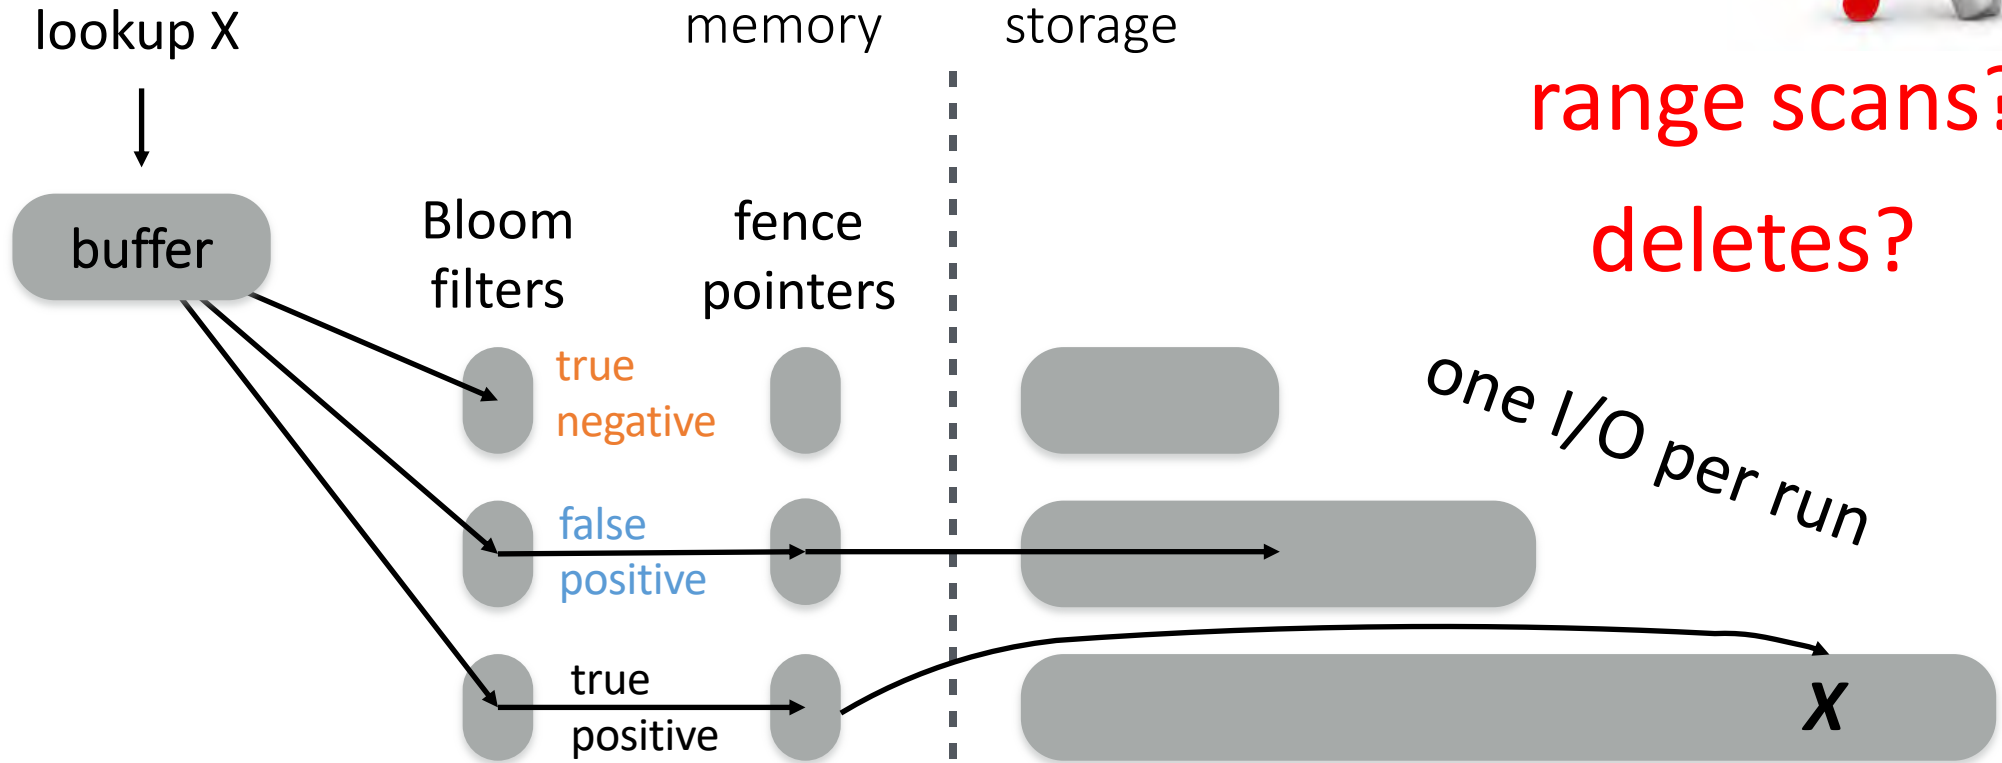 lookup X
memory
storage
range scans?
deletes?
buffer
Bloom
filters
fence
pointers
true
negative
one I/O per run
false
positive
true
positive
X